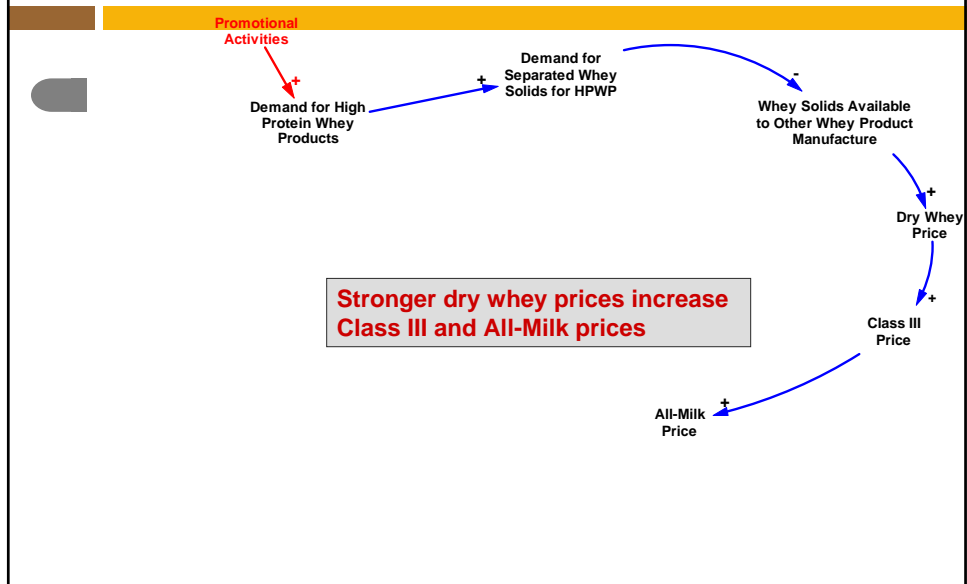 Promotional
Activities
+
Demand for High
Protein Whey
Products
+
Demand for
Separated Whey
Solids for HPWP
-
Whey Solids Available
to Other Whey Product
Manufacture
+
Dry Whey
Price
+
Class III
Price
+
All-Milk
Price
Stronger dry whey prices increase
Class III and All-Milk prices